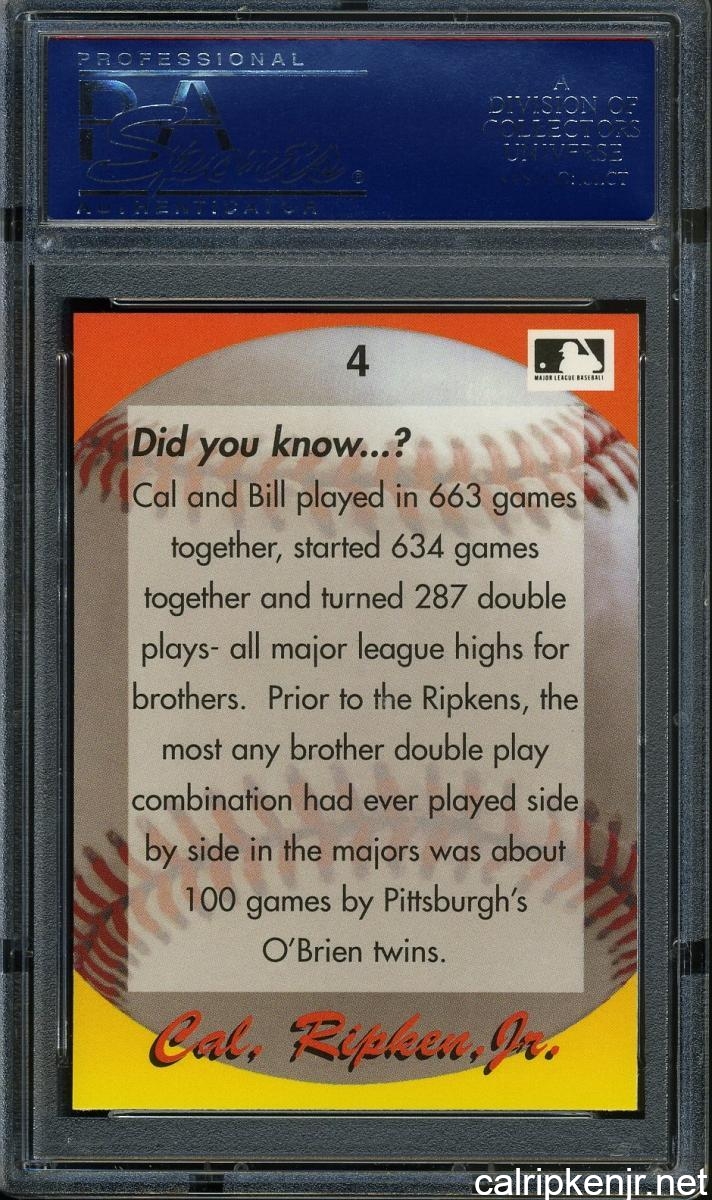 PROFESSIONAL
PSA
Sports
AUTHENTICATOR
®
A
DIVISION OF
COLLECTORS
UNIVERSE
4
MAJOR LEAGUE BASEBALL
Did you know...?
Cal and Bill played in 663 games
together, started 634 games
together and turned 287 double
plays- all major league highs for
brothers.  Prior to the Ripkens, the
most any brother double play
combination had ever played side
by side in the majors was about
100 games by Pittsburgh's
O'Brien twins.
Cal, Ripken, Jr.
calripkenjr.net